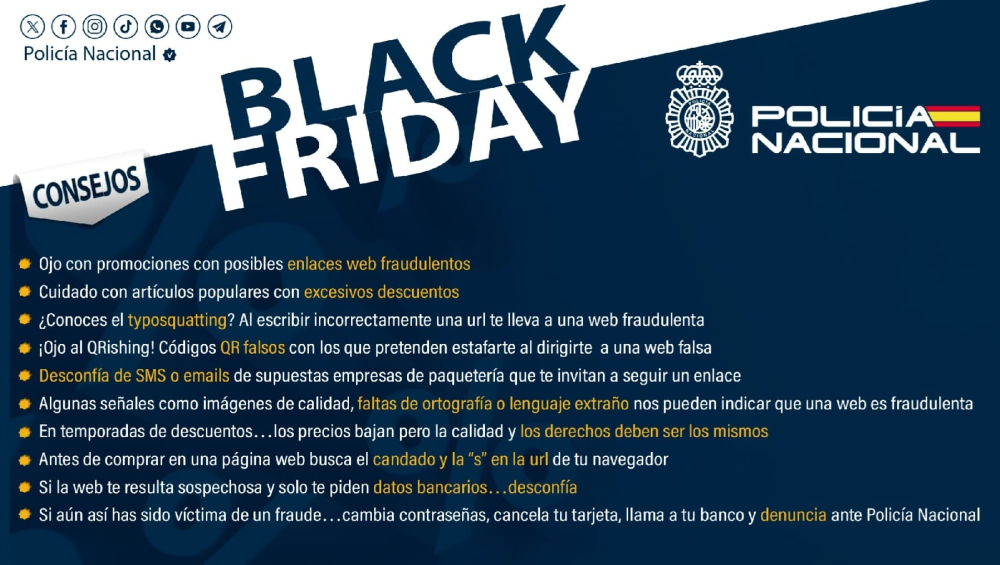 Policía Nacional
BLACK
FRIDAY
POLICÍA
NACIONAL
CONSEJOS
Ojo con promociones con posibles enlaces web fraudulentos
Cuidado con artículos populares con excesivos descuentos
¿Conoces el typosquatting? Al escribir incorrectamente una url te lleva a una web fraudulenta
¡Ojo al QRishing! Códigos QR falsos con los que pretenden estafarte al dirigirte a una web falsa
Desconfía de SMS o emails de supuestas empresas de paquetería que te invitan a seguir un enlace
Algunas señales como imágenes de calidad, faltas de ortografía o lenguaje extraño nos pueden indicar que una web es fraudulenta
En temporadas de descuentos...los precios bajan pero la calidad y los derechos deben ser los mismos
Antes de comprar en una página web busca el candado y la “s” en la url de tu navegador
Si la web te resulta sospechosa y solo te piden datos bancarios...desconfía
Si aún así has sido víctima de un fraude...cambia contraseñas, cancela tu tarjeta, llama a tu banco y denuncia ante Policía Nacional